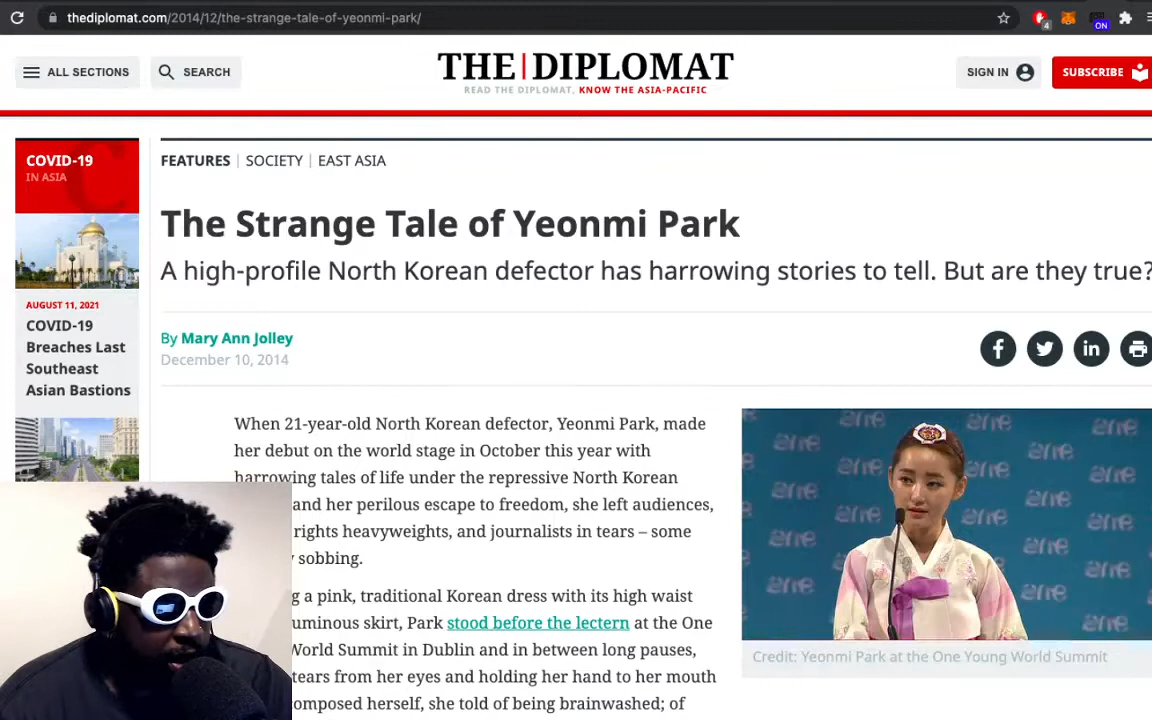 thediplomat.com/2014/12/the-strange-tale-of-yeonmi-park/
4
ON
ALL SECTIONS
SEARCH
THE|DIPLOMAT
READ THE DIPLOMAT, KNOW THE ASIA-PACIFIC
SIGN IN
SUBSCRIBE
COVID-19
IN ASIA
AUGUST 11, 2021
COVID-19
Breaches Last
Southeast
Asian Bastions
FEATURES | SOCIETY | EAST ASIA
The Strange Tale of Yeonmi Park
A high-profile North Korean defector has harrowing stories to tell. But are they true?
By Mary Ann Jolley
December 10, 2014
When 21-year-old North Korean defector, Yeonmi Park, made
her debut on the world stage in October this year with
harrowing tales of life under the repressive North Korean
and her perilous escape to freedom, she left audiences,
rights heavyweights, and journalists in tears – some
sobbing.
g a pink, traditional Korean dress with its high waist
uminous skirt, Park stood before the lectern at the One
World Summit in Dublin and in between long pauses,
tears from her eyes and holding her hand to her mouth
omposed herself, she told of being brainwashed; of
Credit: Yeonmi Park at the One Young World Summit